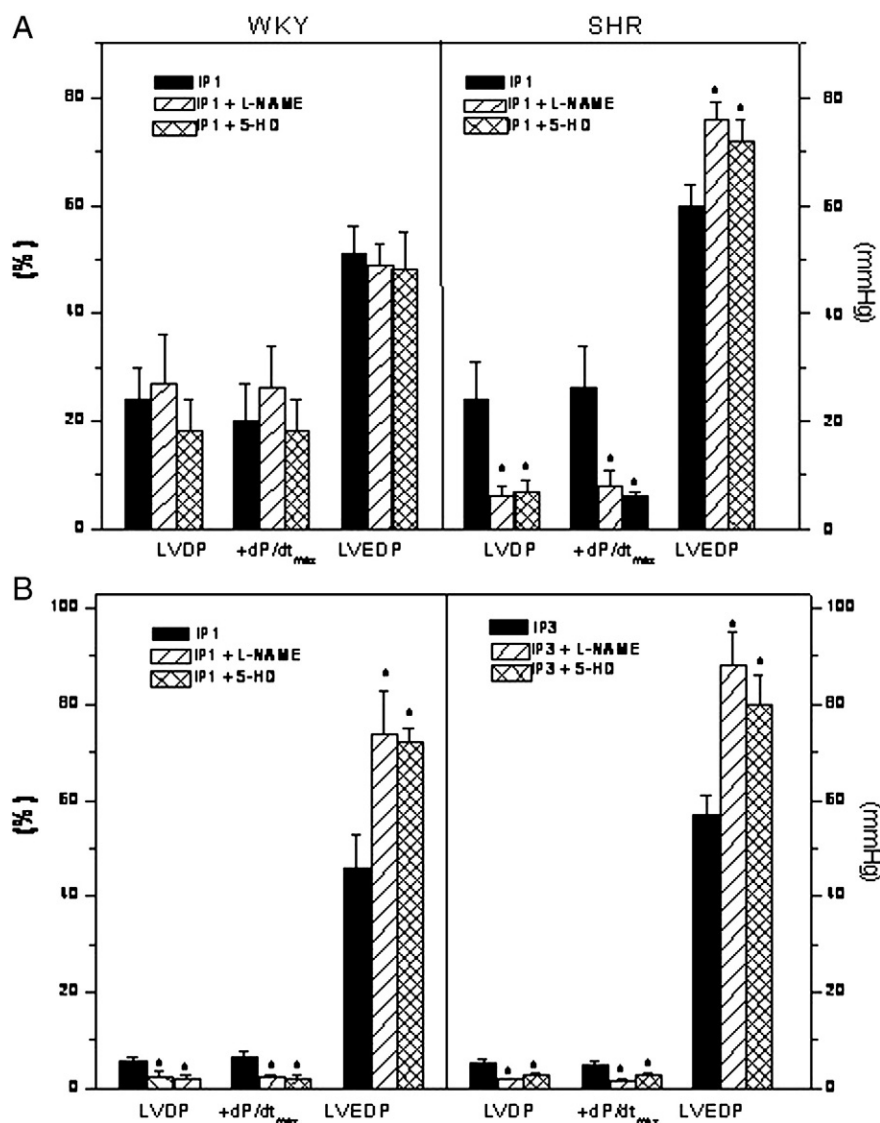 A
WKY
SHR
IP1
IP1 + L-NAME
IP1 + 5-HD
IP1
IP1 + L-NAME
IP1 + 5-HD
80
60
40
20
0
(%)
80
60
40
20
0
(mmHg)
LVDP
+dP/dtmax
LVEDP
LVDP
+dP/dtmax
LVEDP
B
IP1
IP1 + L-NAME
IP1 + 5-HD
IP3
IP3 + L-NAME
IP3 + 5-HD
100
80
60
40
20
0
(%)
100
80
60
40
20
0
(mmHg)
LVDP
+dP/dtmax
LVEDP
LVDP
+dP/dtmax
LVEDP